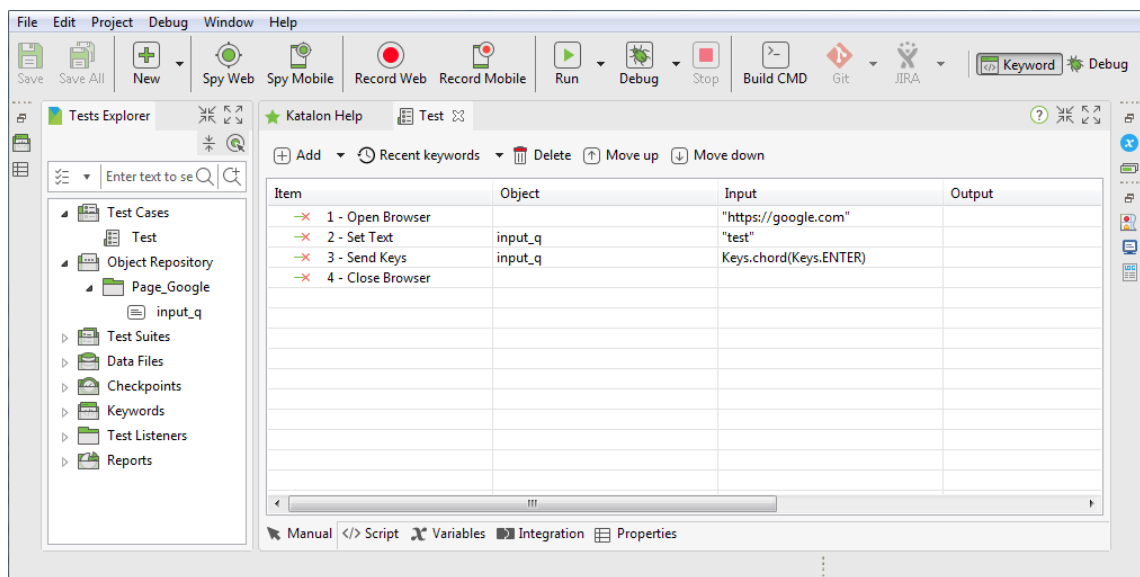 File Edit Project Debug Window Help
Save Save All New Spy Web Spy Mobile Record Web Record Mobile Run Debug Stop Build CMD Git JIRA Keyword Debug
Tests Explorer
Enter text to se
Test Cases
Test
Object Repository
Page_Google
input_q
Test Suites
Data Files
Checkpoints
Keywords
Test Listeners
Reports
Katalon Help Test
Add Recent keywords Delete Move up Move down
Item Object Input Output
1 - Open Browser "https://google.com"
2 - Set Text input_q "test"
3 - Send Keys input_q Keys.chord(Keys.ENTER)
4 - Close Browser
Manual </> Script Variables Integration Properties
LOG